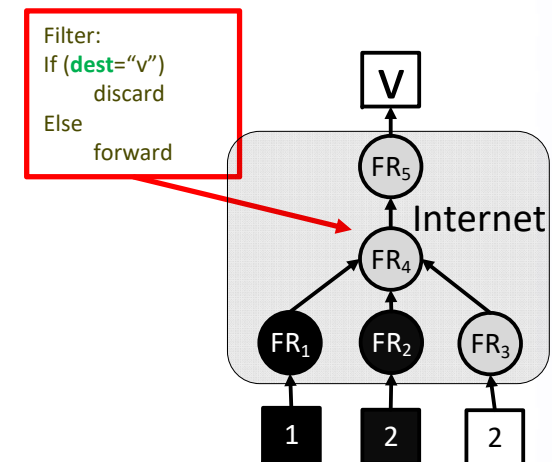 Filter:
If (dest=“v”)
discard
Else
forward
V
FR₅
Internet
FR₄
FR₁
FR₂
FR₃
1
2
2